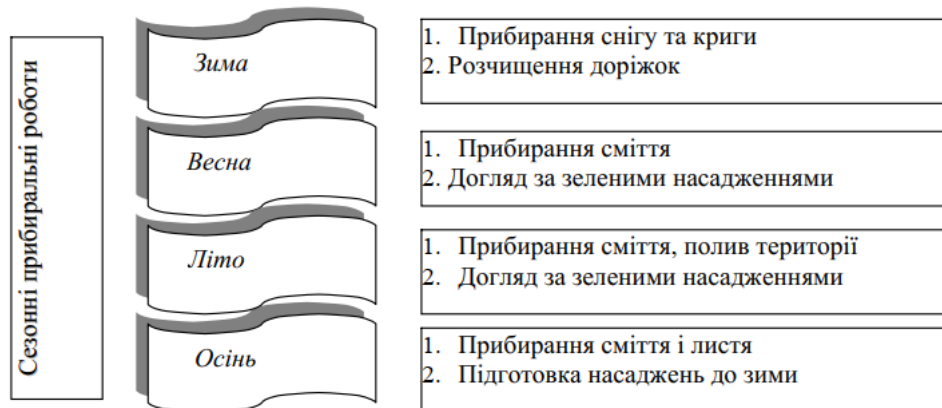 Сезонні прибиральні роботи
Зима
1. Прибирання снігу та криги
2. Розчищення доріжок
Весна
1. Прибирання сміття
2. Догляд за зеленими насадженнями
Літо
1. Прибирання сміття, полив території
2. Догляд за зеленими насадженнями
Осінь
1. Прибирання сміття і листя
2. Підготовка насаджень до зими